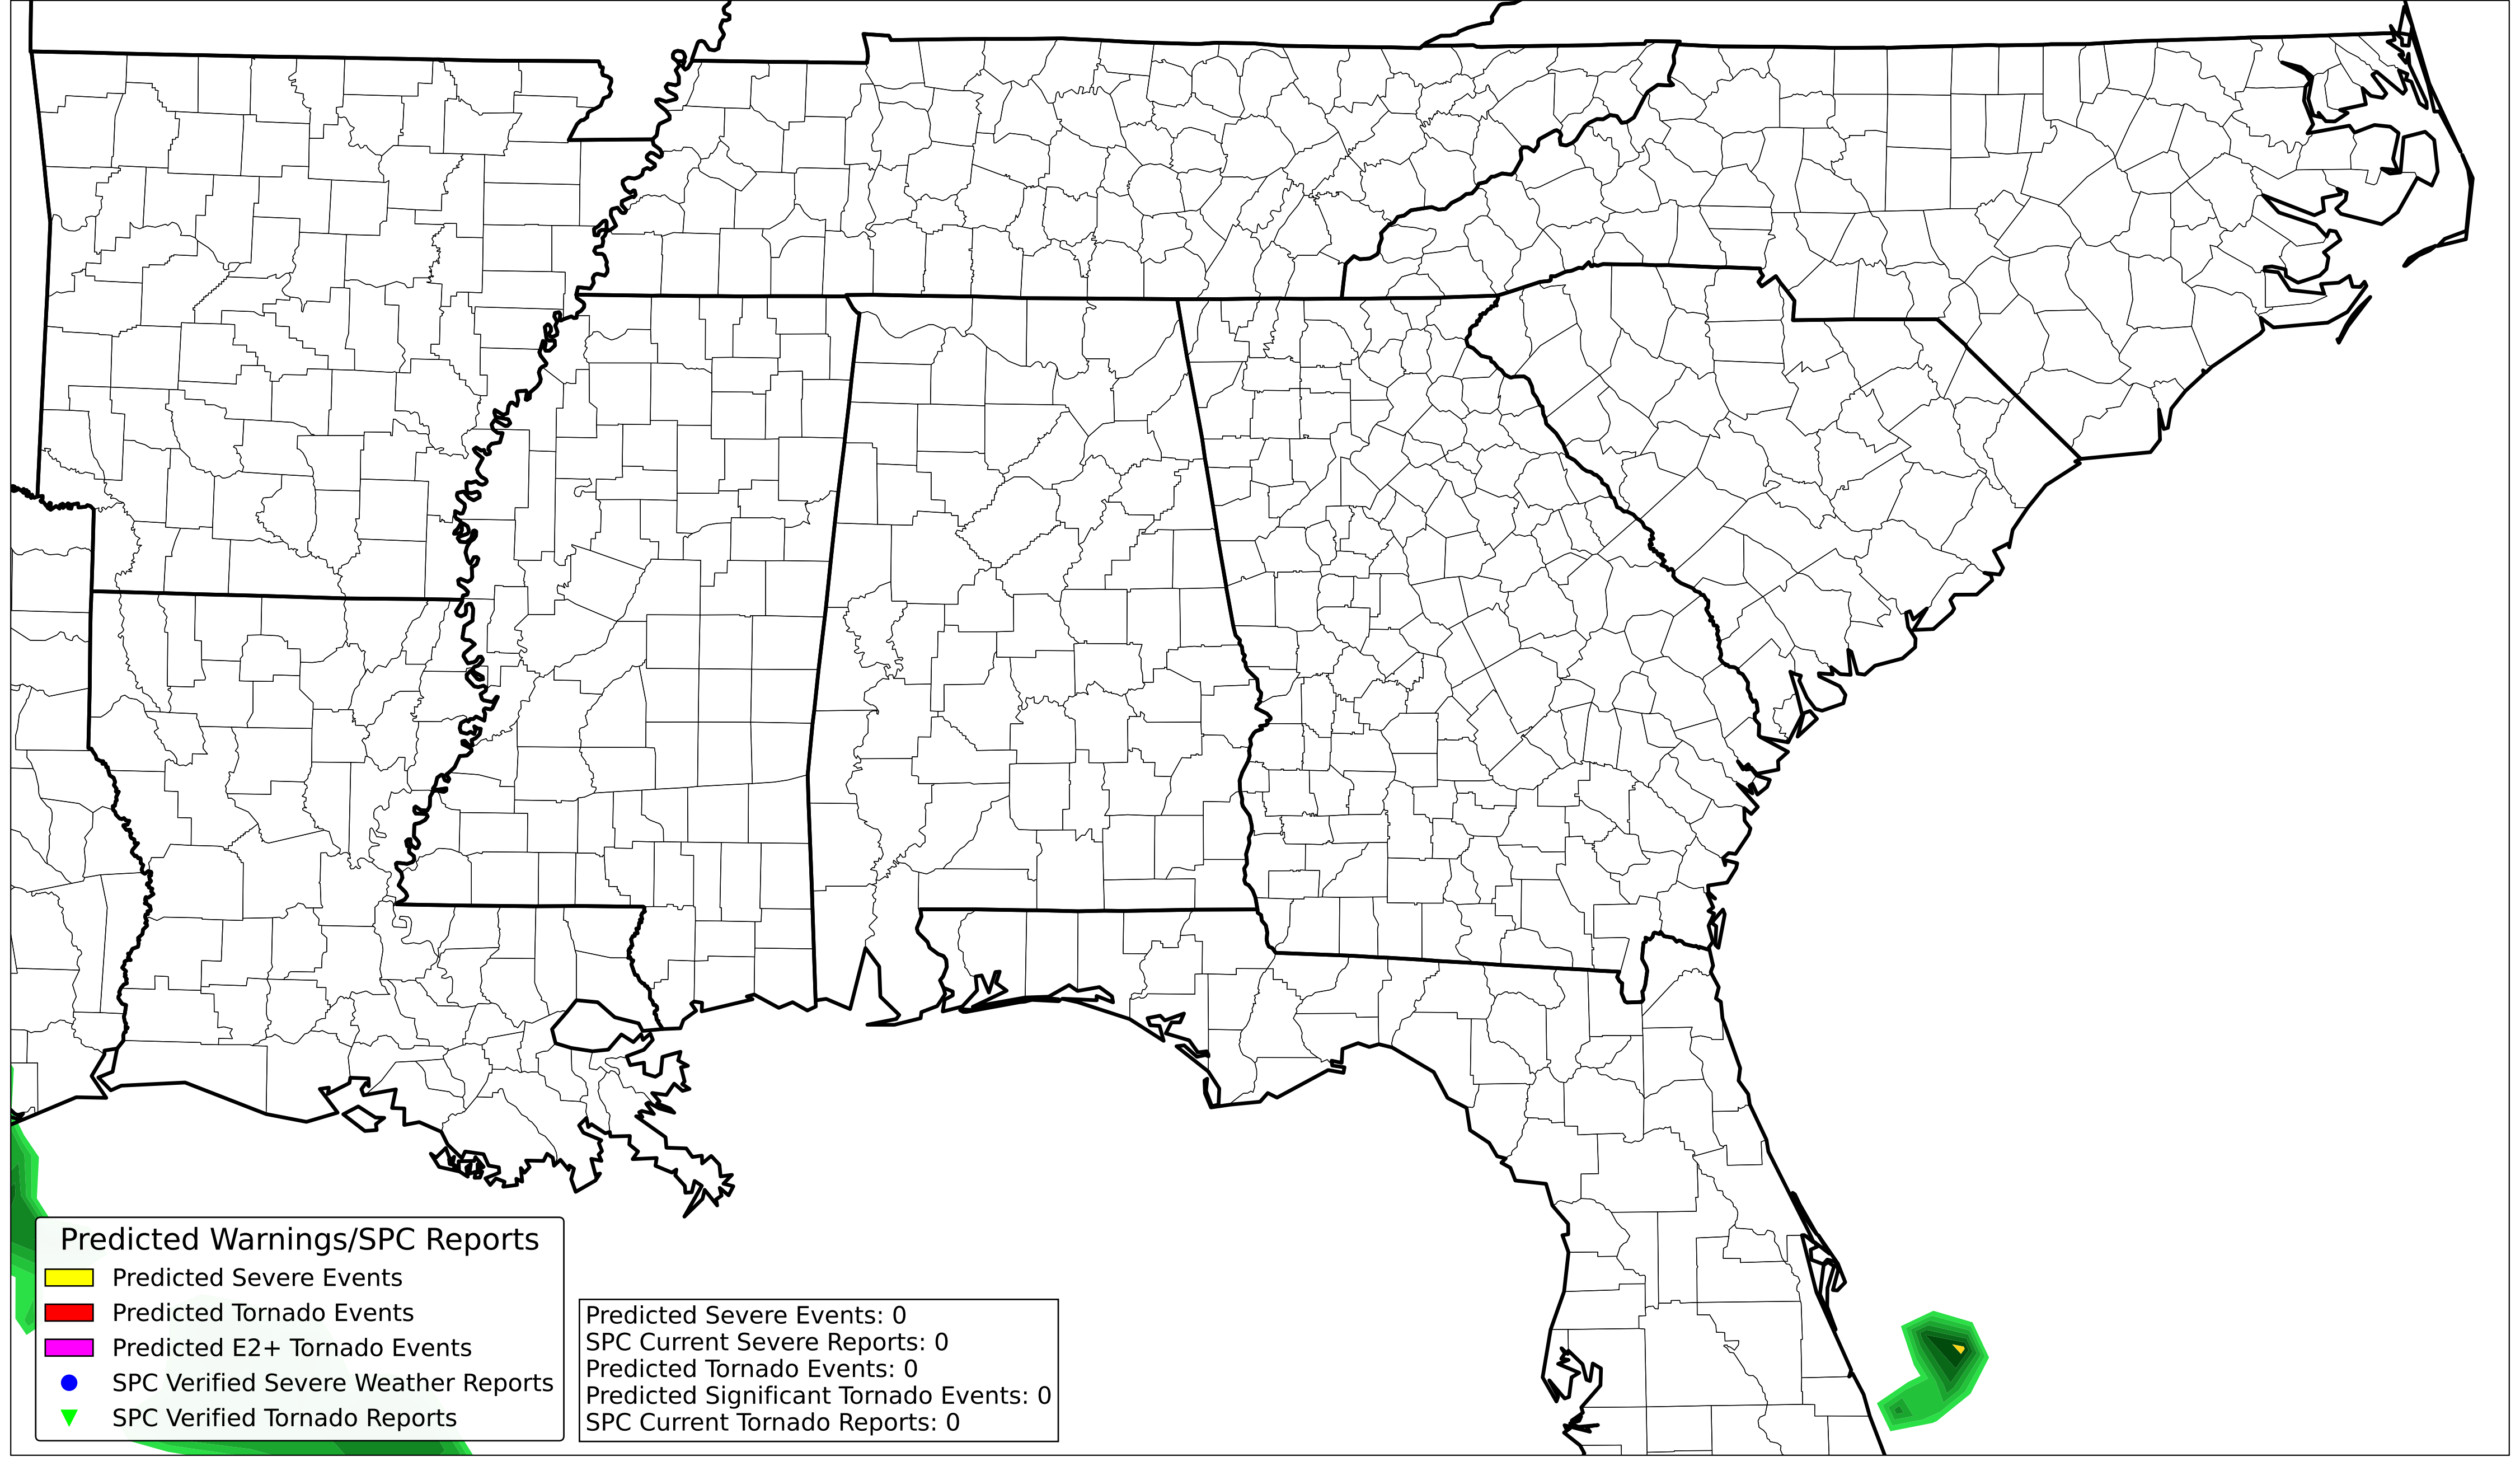 Predicted Warnings/SPC Reports
Predicted Severe Events
Predicted Tornado Events
Predicted E2+ Tornado Events
SPC Verified Severe Weather Reports
SPC Verified Tornado Reports
Predicted Severe Events: 0
SPC Current Severe Reports: 0
Predicted Tornado Events: 0
Predicted Significant Tornado Events: 0
SPC Current Tornado Reports: 0